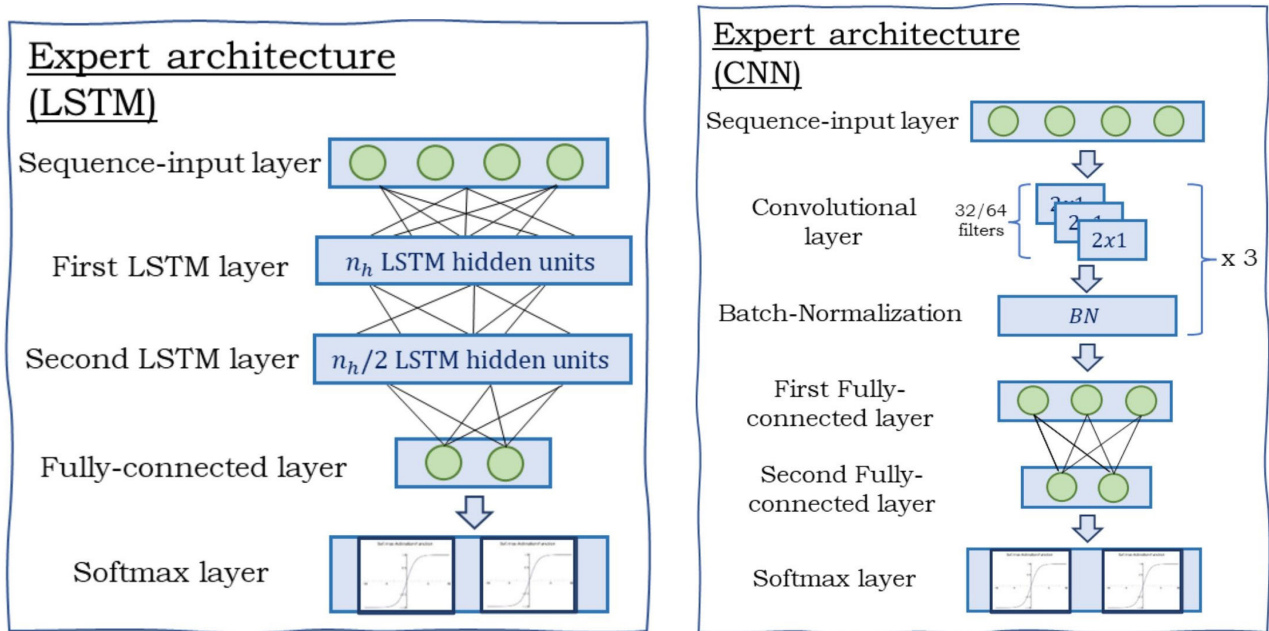 Expert architecture
(LSTM)
Sequence-input layer
First LSTM layer
n_h LSTM hidden units
Second LSTM layer
n_h/2 LSTM hidden units
Fully-connected layer
Softmax layer
Expert architecture
(CNN)
Sequence-input layer
Convolutional
layer
32/64
filters
2x1
2x1
2x1
x 3
Batch-Normalization
BN
First Fully-
connected layer
Second Fully-
connected layer
Softmax layer